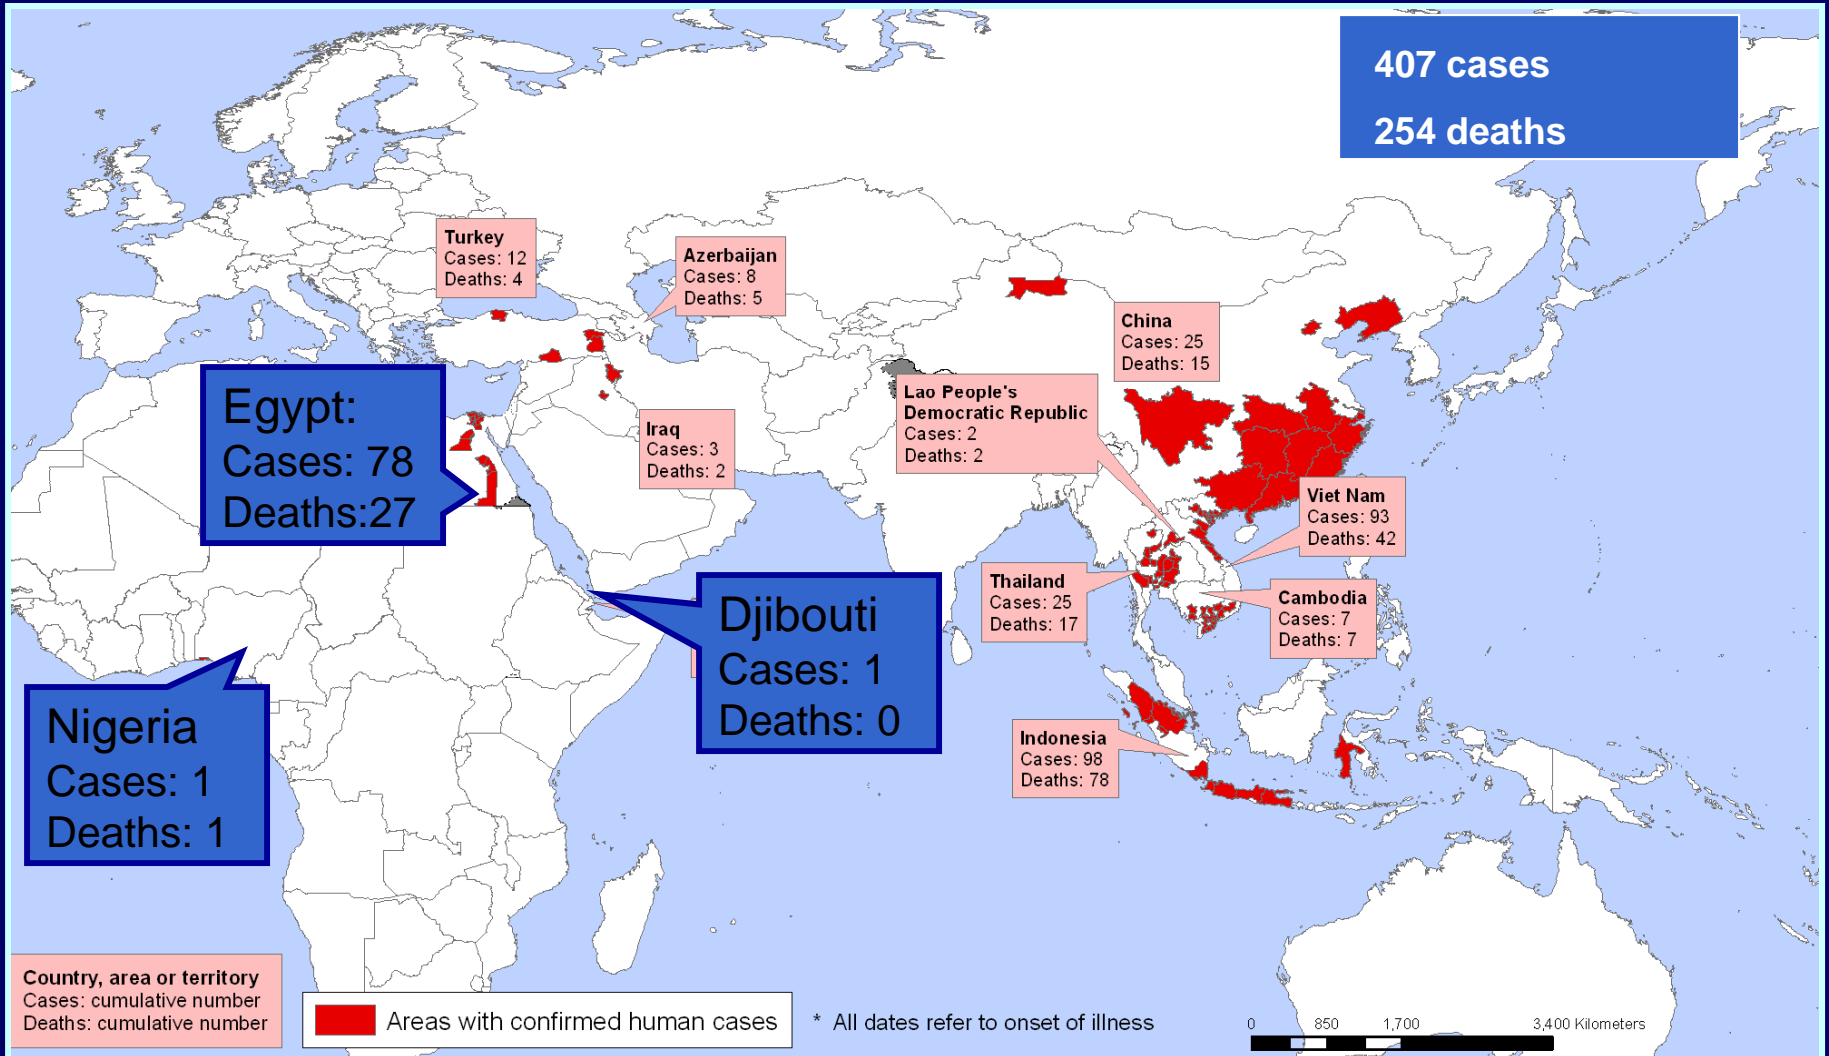 407 cases
254 deaths
Turkey
Cases: 12
Deaths: 4
Azerbaijan
Cases: 8
Deaths: 5
China
Cases: 25
Deaths: 15
Egypt:
Cases: 78
Deaths:27
Iraq
Cases: 3
Deaths: 2
Lao People's
Democratic Republic
Cases: 2
Deaths: 2
Viet Nam
Cases: 93
Deaths: 42
Thailand
Cases: 25
Deaths: 17
Cambodia
Cases: 7
Deaths: 7
Djibouti
Cases: 1
Deaths: 0
Nigeria
Cases: 1
Deaths: 1
Indonesia
Cases: 98
Deaths: 78
Country, area or territory
Cases: cumulative number
Deaths: cumulative number
Areas with confirmed human cases
* All dates refer to onset of illness
0 850 1,700 3,400 Kilometers